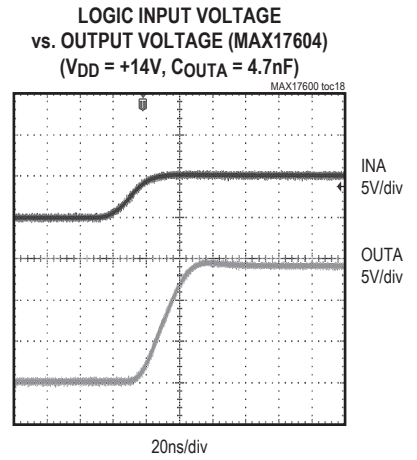 LOGIC INPUT VOLTAGE
vs. OUTPUT VOLTAGE (MAX17604)
(VDD = +14V, COUTA = 4.7nF)
MAX17600 toc18
T
INA
5V/div
OUTA
5V/div
20ns/div